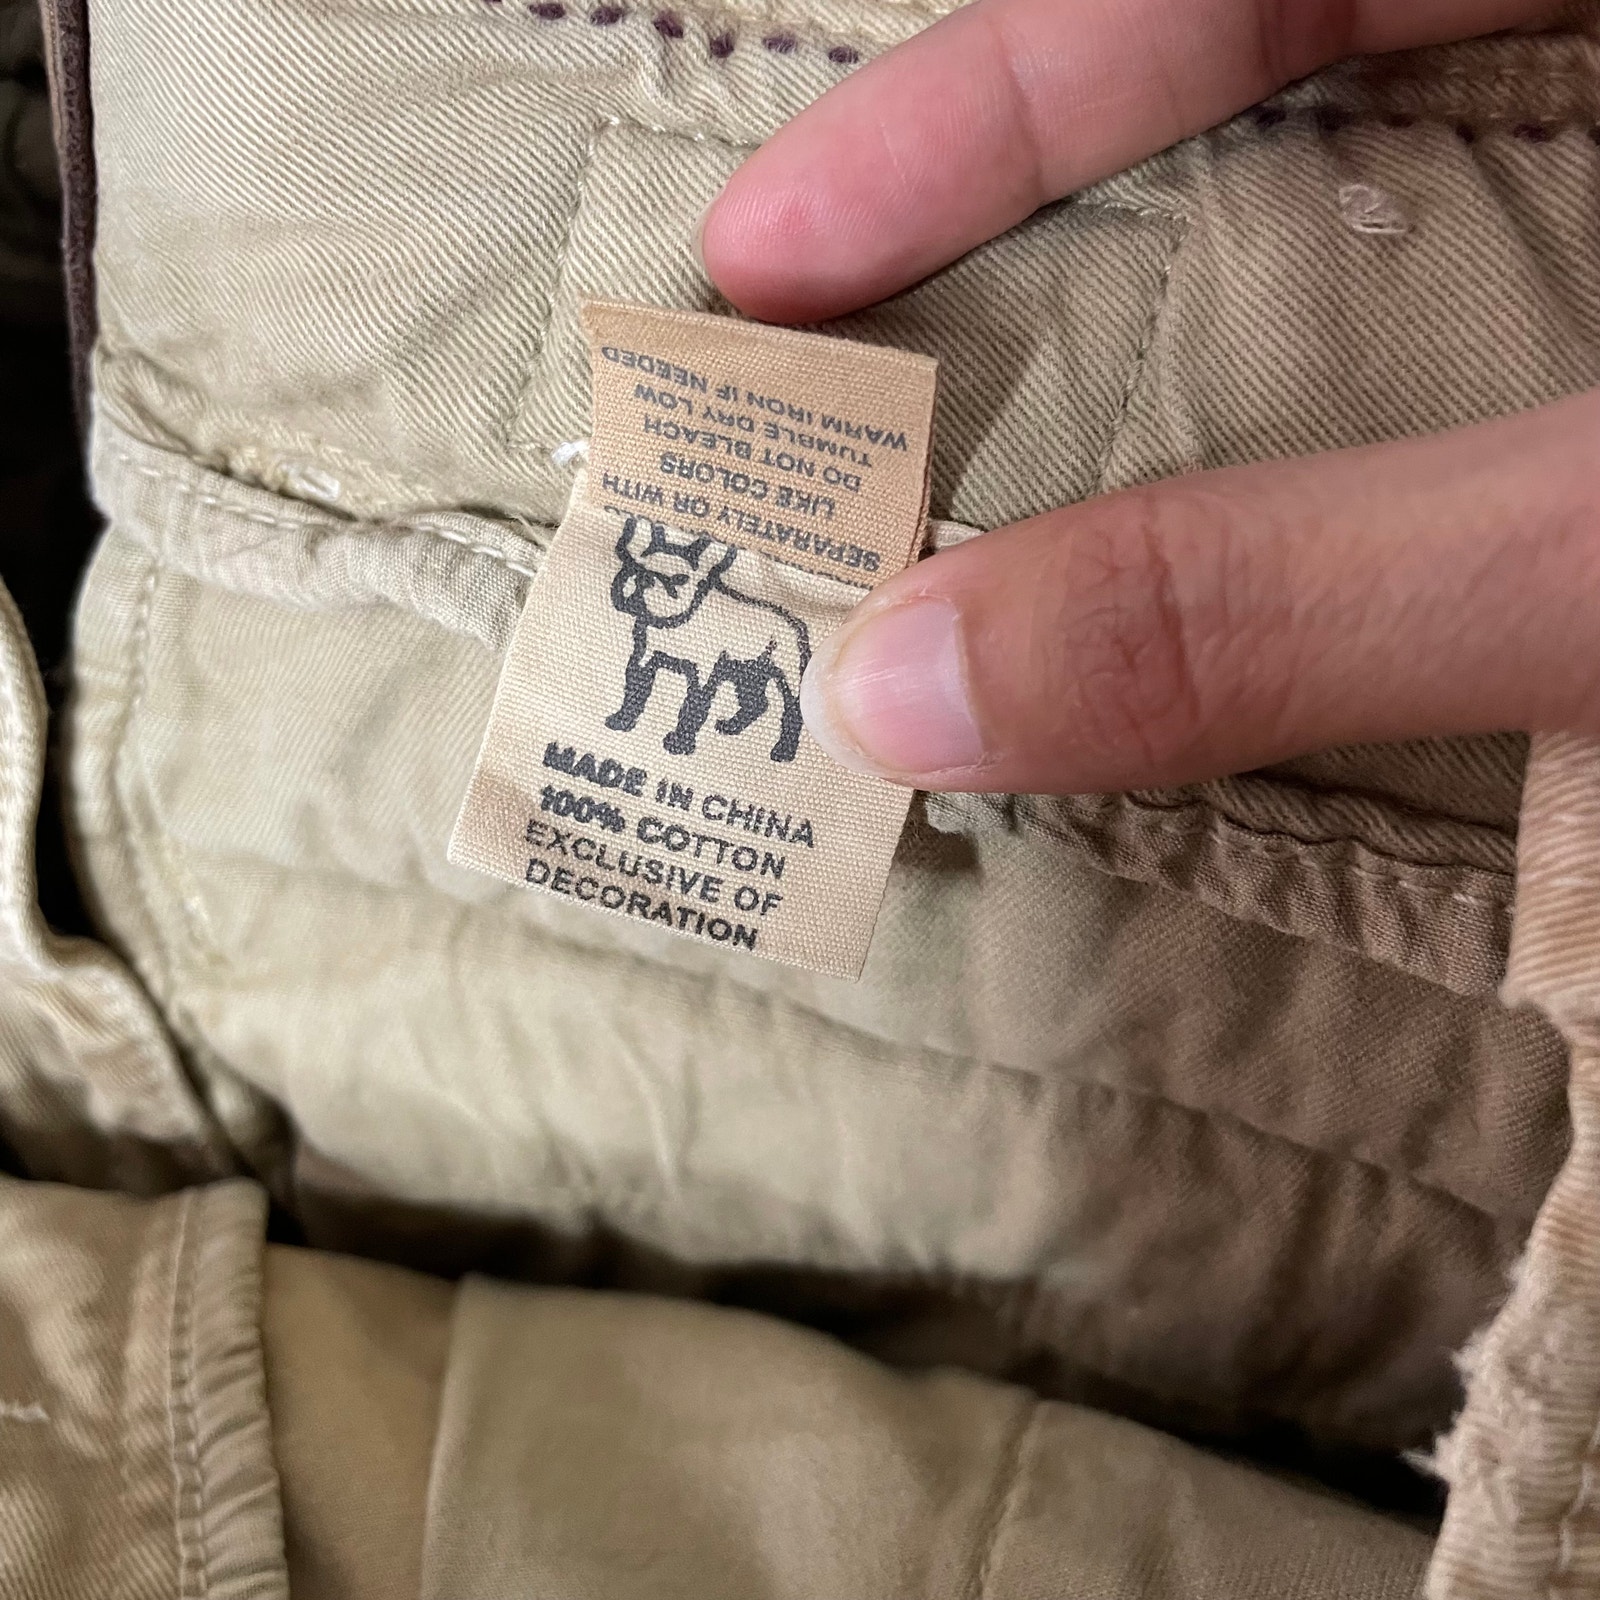 SEPARATELY OR WITH
LIKE COLORS
DO NOT BLEACH
TUMBLE DRY LOW
WARM IRON IF NEEDED
MADE IN CHINA
100% COTTON
EXCLUSIVE OF
DECORATION